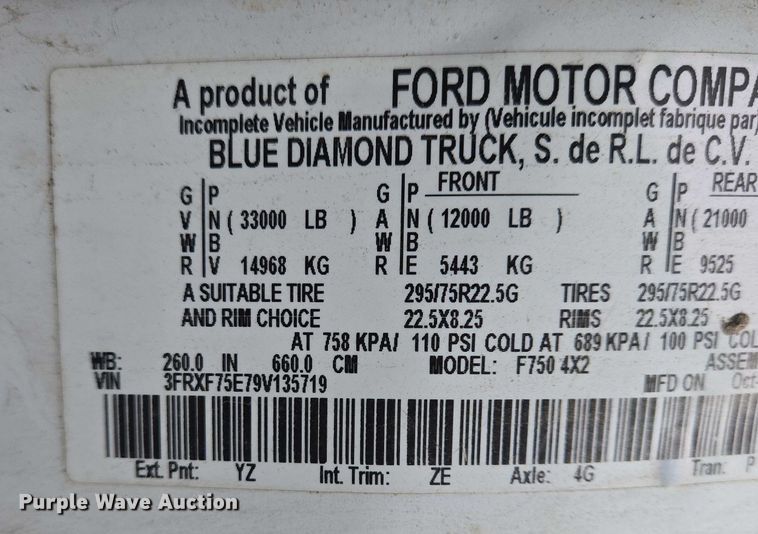 A product of FORD MOTOR COMPA
Incomplete Vehicle Manufactured by (Vehicule incomplet fabrique par)
BLUE DIAMOND TRUCK, S. de R.L. de C.V.
FRONT REAR
G P G P G P
V N ( 33000 LB ) A N ( 12000 LB ) A N ( 21000
W B W B W B
R V 14968 KG R E 5443 KG R E 9525
A SUITABLE TIRE 295/75R22.5G TIRES 295/75R22.5G
AND RIM CHOICE 22.5X8.25 RIMS 22.5X8.25
AT 758 KPA/ 110 PSI COLD AT 689 KPA/ 100 PSI COL
WB: 260.0 IN 660.0 CM MODEL: F750 4X2 ASSEM
VIN 3FRXF75E79V135719 MFD ON Oct-
Ext. Pnt: YZ Int. Trim: ZE Axle: 4G Tran: P
Purple Wave Auction